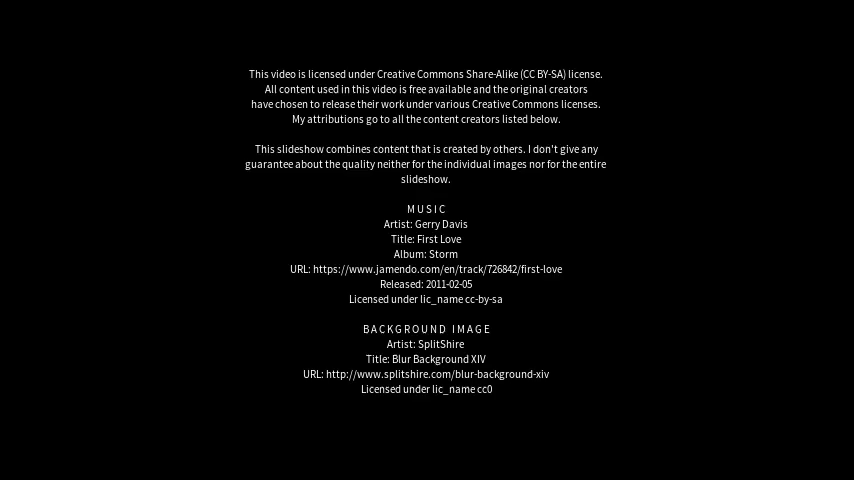 This video is licensed under Creative Commons Share-Alike (CC BY-SA) license.
All content used in this video is free available and the original creators
have chosen to release their work under various Creative Commons licenses.
My attributions go to all the content creators listed below.
This slideshow combines content that is created by others. I don't give any
guarantee about the quality neither for the individual images nor for the entire
slideshow.
MUSIC
Artist: Gerry Davis
Title: First Love
Album: Storm
URL: https://www.jamendo.com/en/track/726842/first-love
Released: 2011-02-05
Licensed under lic_name cc-by-sa
BACKGROUND IMAGE
Artist: SplitShire
Title: Blur Background XIV
URL: http://www.splitshire.com/blur-background-xiv
Licensed under lic_name cc0